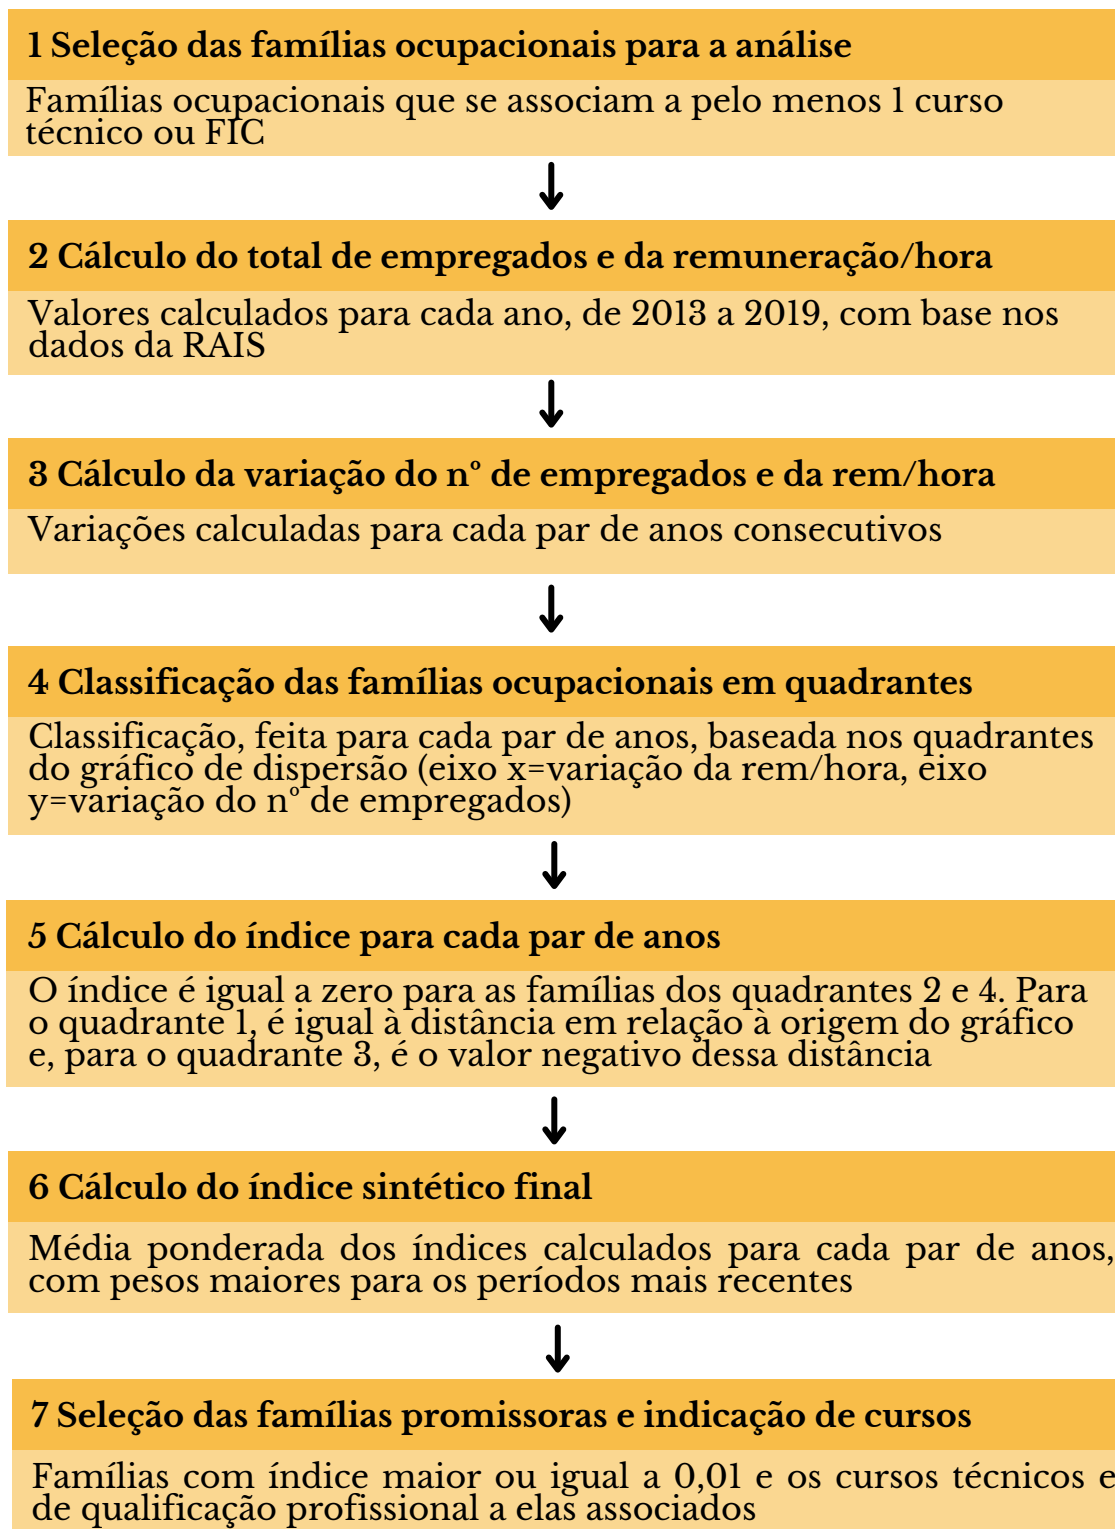 1 Seleção das famílias ocupacionais para a análise
Famílias ocupacionais que se associam a pelo menos 1 curso
técnico ou FIC
2 Cálculo do total de empregados e da remuneração/hora
Valores calculados para cada ano, de 2013 a 2019, com base nos
dados da RAIS
3 Cálculo da variação do nº de empregados e da rem/hora
Variações calculadas para cada par de anos consecutivos
4 Classificação das famílias ocupacionais em quadrantes
Classificação, feita para cada par de anos, baseada nos quadrantes
do gráfico de dispersão (eixo x=variação da rem/hora, eixo
y=variação do nº de empregados)
5 Cálculo do índice para cada par de anos
O índice é igual a zero para as famílias dos quadrantes 2 e 4. Para
o quadrante 1, é igual à distância em relação à origem do gráfico
e, para o quadrante 3, é o valor negativo dessa distância
6 Cálculo do índice sintético final
Média ponderada dos índices calculados para cada par de anos,
com pesos maiores para os períodos mais recentes
7 Seleção das famílias promissoras e indicação de cursos
Famílias com índice maior ou igual a 0,01 e os cursos técnicos e
de qualificação profissional a elas associados